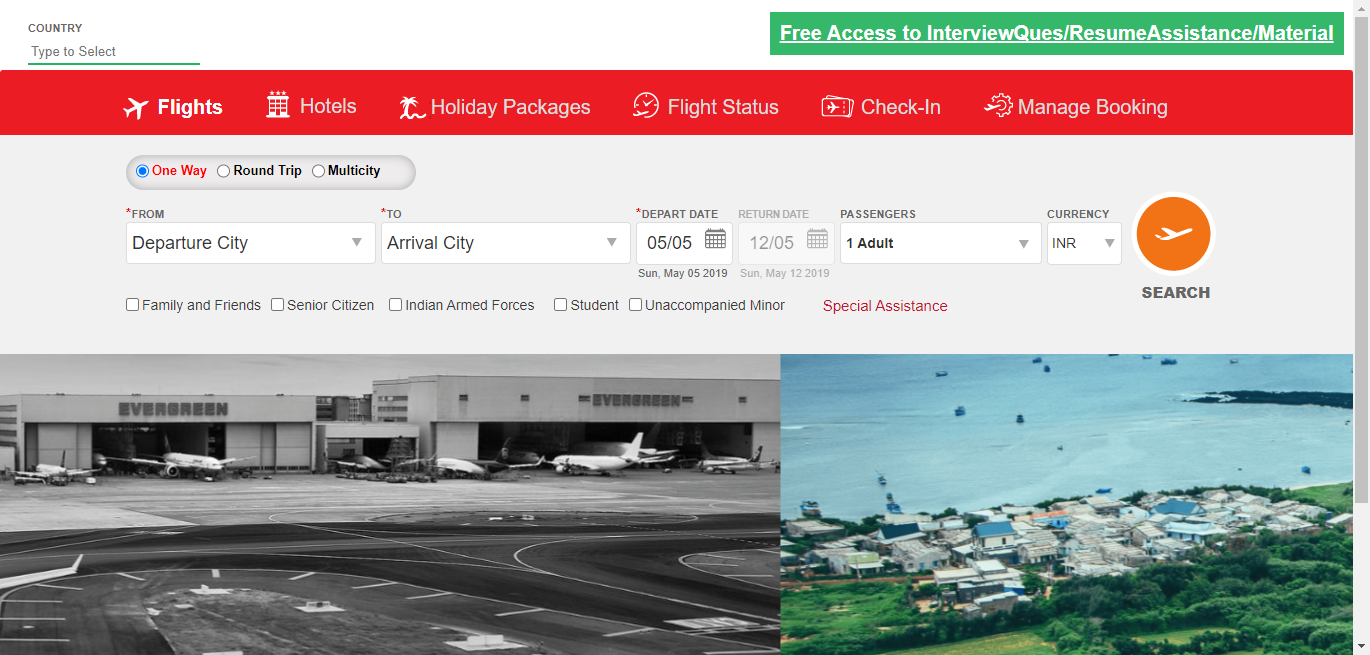 COUNTRY
Type to Select
Free Access to InterviewQues/ResumeAssistance/Material
Flights Hotels Holiday Packages Flight Status Check-In Manage Booking
One Way Round Trip Multicity
*FROM *TO *DEPART DATE RETURN DATE PASSENGERS CURRENCY
Departure City Arrival City 05/05 12/05 1 Adult INR
Sun, May 05 2019 Sun, May 12 2019
SEARCH
Family and Friends Senior Citizen Indian Armed Forces Student Unaccompanied Minor Special Assistance
EVERGREEN EVERGREEN